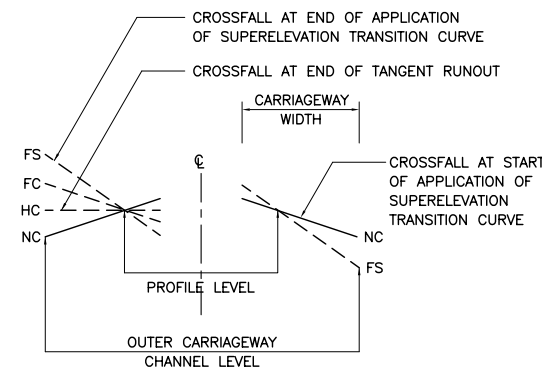 CROSSFALL AT END OF APPLICATION
OF SUPERELEVATION TRANSITION CURVE
CROSSFALL AT END OF TANGENT RUNOUT
CARRIAGEWAY
WIDTH
FS
FC
HC
NC
℄
CROSSFALL AT START
OF APPLICATION OF
SUPERELEVATION
TRANSITION CURVE
NC
FS
PROFILE LEVEL
OUTER CARRIAGEWAY
CHANNEL LEVEL